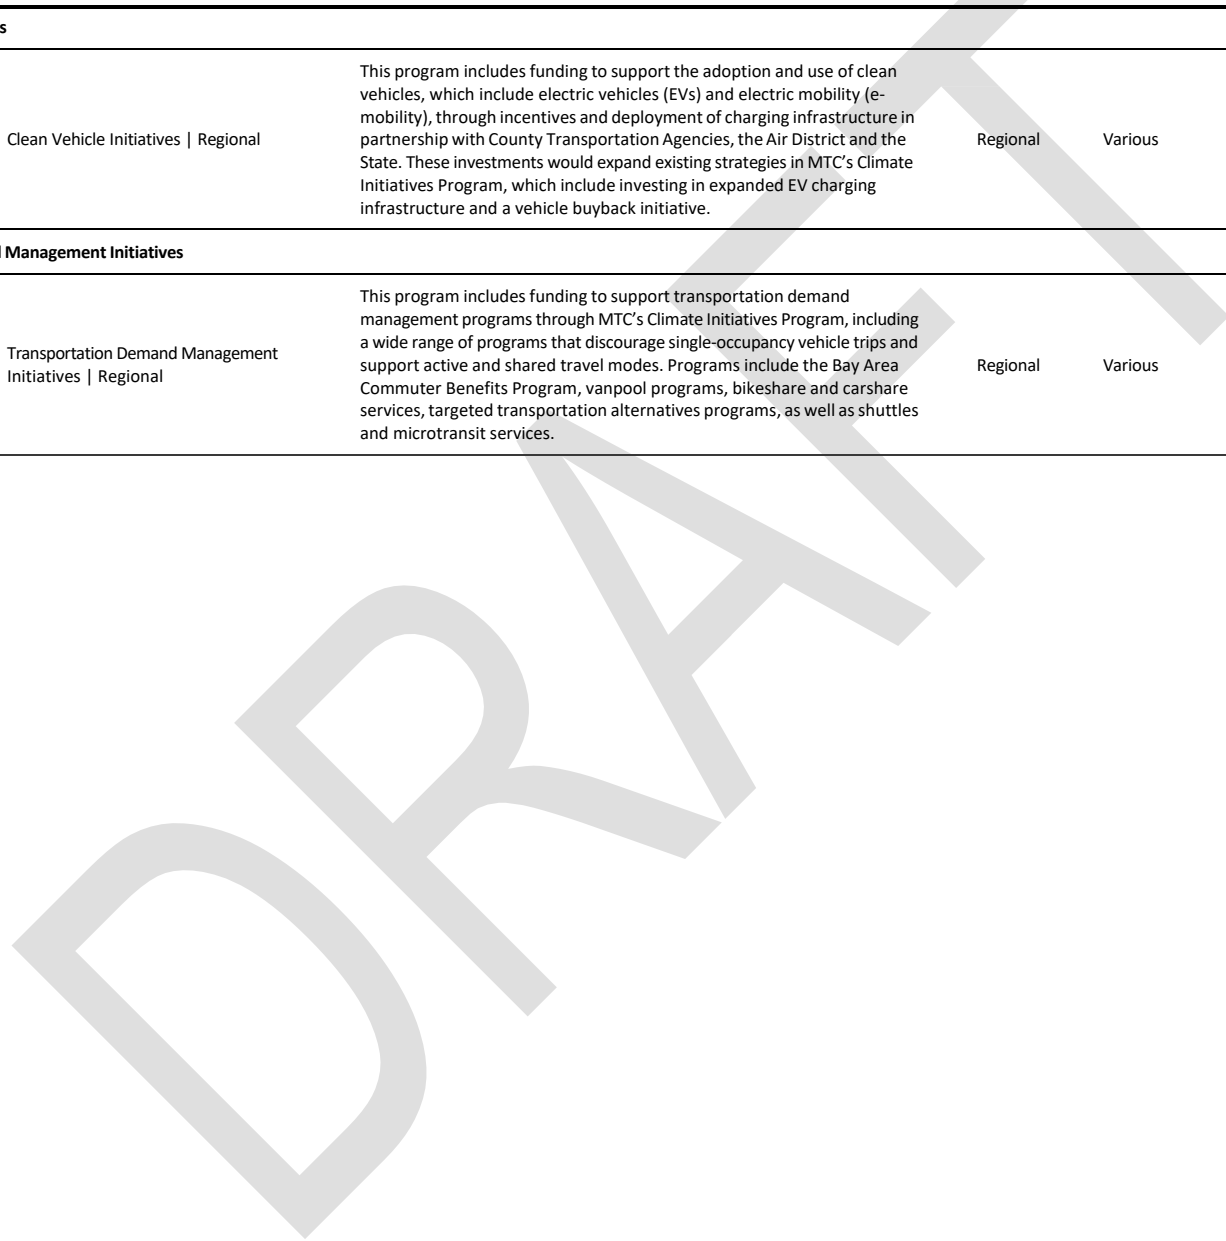 s
Clean Vehicle Initiatives | Regional
This program includes funding to support the adoption and use of clean
vehicles, which include electric vehicles (EVs) and electric mobility (e-
mobility), through incentives and deployment of charging infrastructure in
partnership with County Transportation Agencies, the Air District and the
State. These investments would expand existing strategies in MTC’s Climate
Initiatives Program, which include investing in expanded EV charging
infrastructure and a vehicle buyback initiative.
Regional
Various
Management Initiatives
Transportation Demand Management
Initiatives | Regional
This program includes funding to support transportation demand
management programs through MTC’s Climate Initiatives Program, including
a wide range of programs that discourage single-occupancy vehicle trips and
support active and shared travel modes. Programs include the Bay Area
Commuter Benefits Program, vanpool programs, bikeshare and carshare
services, targeted transportation alternatives programs, as well as shuttles
and microtransit services.
Regional
Various
DRAFT